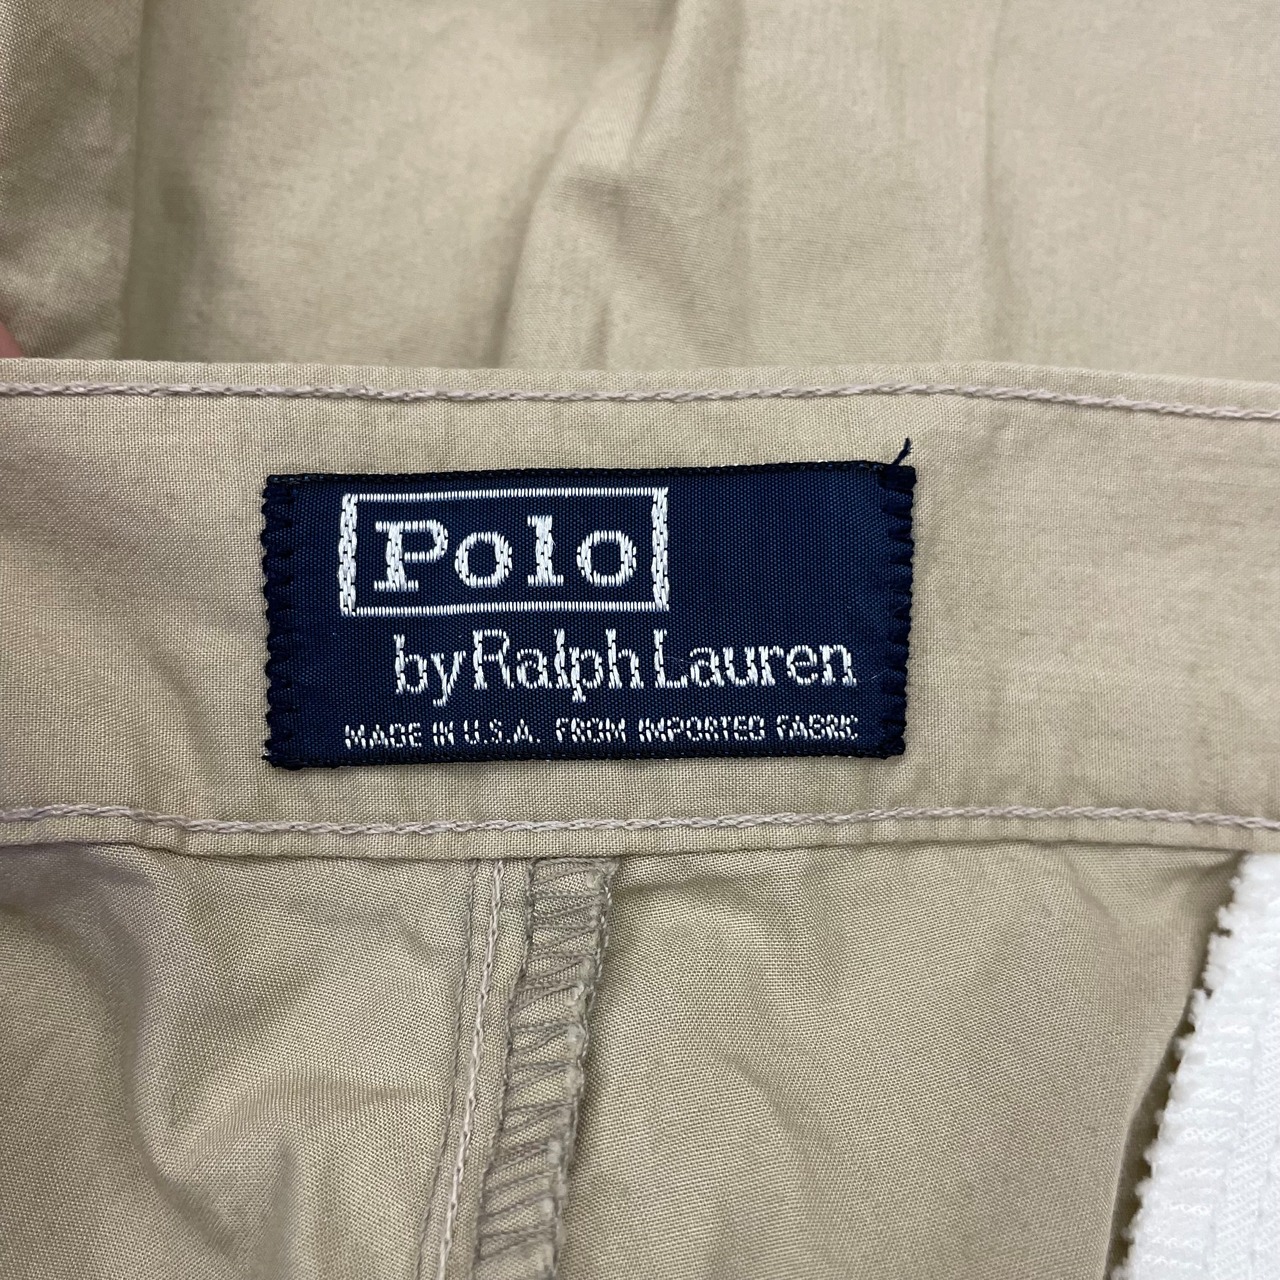 Polo
by Ralph Lauren
MADE IN U.S.A. FROM IMPORTED FABRIC